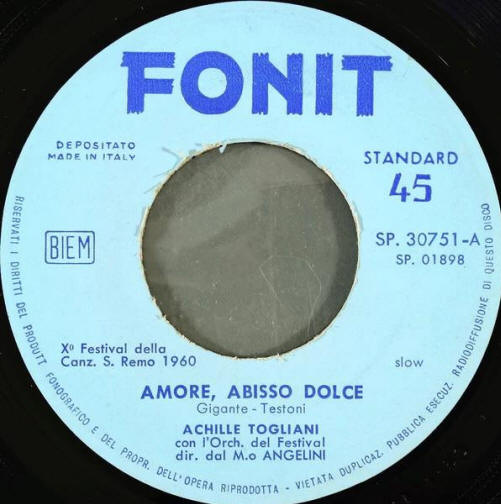 FONIT
DEPOSITATO
MADE IN ITALY
STANDARD
45
BIEM
SP. 30751-A
SP. 01898
Xº Festival della
Canz. S. Remo 1960
slow
AMORE, ABISSO DOLCE
Gigante - Testoni
ACHILLE TOGLIANI
con l'Orch. del Festival
dir. dal M.o ANGELINI
RISERVATI I DIRITTI DEL PRODUTT FONOGRAFICO E DEL PROPR. DELL'OPERA RIPRODOTTA - VIETATA DUPLICAZ. PUBBLICA ESECUZ. RADIODIFFUSIONE DI QUESTO DISCO